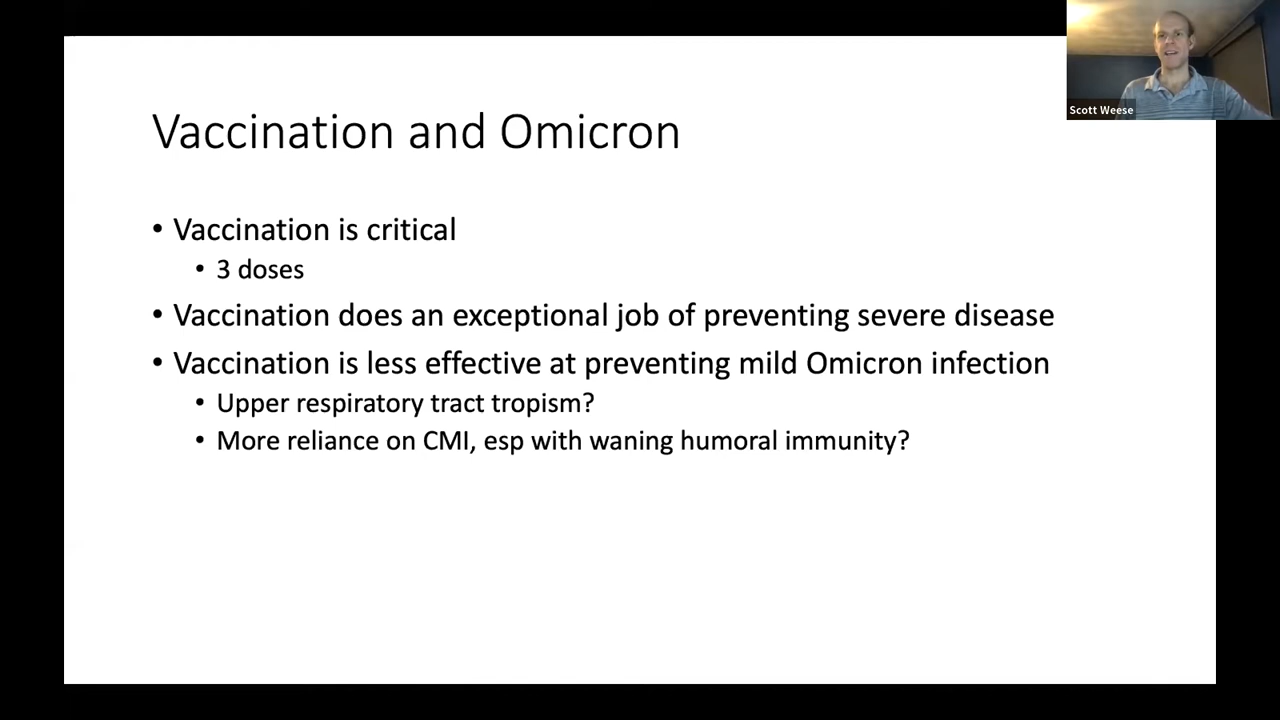 Scott Weese
Vaccination and Omicron
• Vaccination is critical
• 3 doses
• Vaccination does an exceptional job of preventing severe disease
• Vaccination is less effective at preventing mild Omicron infection
• Upper respiratory tract tropism?
• More reliance on CMI, esp with waning humoral immunity?